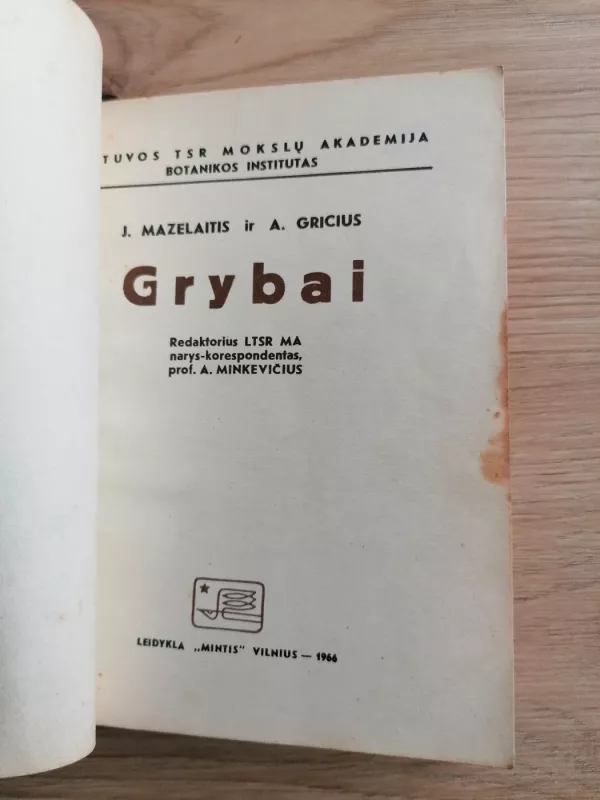 TUVOS TSR MOKSLŲ AKADEMIJA
BOTANIKOS INSTITUTAS
J. MAZELAITIS ir A. GRICIUS
Grybai
Redaktorius LTSR MA
narys-korespondentas,
prof. A. MINKEVIČIUS
LEIDYKLA „MINTIS" VILNIUS — 1966